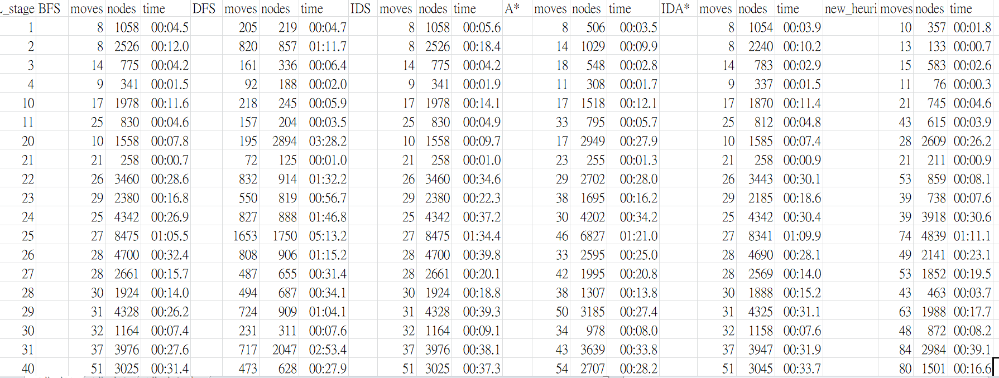 _stage BFS moves nodes time DFS moves nodes time IDS moves nodes time A* moves nodes time IDA* moves nodes time new_heuri moves nodes time
1 8 1058 00:04.5 205 219 00:04.7 8 1058 00:05.6 8 506 00:03.5 8 1054 00:03.9 10 357 00:01.8
2 8 2526 00:12.0 820 857 01:11.7 8 2526 00:18.4 14 1029 00:09.9 8 2240 00:10.2 13 133 00:00.7
3 14 775 00:04.2 161 336 00:06.4 14 775 00:04.2 18 548 00:02.8 14 783 00:02.9 15 583 00:02.6
4 9 341 00:01.5 92 188 00:02.0 9 341 00:01.9 11 308 00:01.7 9 337 00:01.5 11 76 00:00.3
10 17 1978 00:11.6 218 245 00:05.9 17 1978 00:14.1 17 1518 00:12.1 17 1870 00:11.4 21 745 00:04.6
11 25 830 00:04.6 157 204 00:03.5 25 830 00:04.9 33 795 00:05.7 25 812 00:04.8 43 615 00:03.9
20 10 1558 00:07.8 195 2894 03:28.2 10 1558 00:09.7 17 2949 00:27.9 10 1585 00:07.4 28 2609 00:26.2
21 21 258 00:00.7 72 125 00:01.0 21 258 00:01.0 23 255 00:01.3 21 258 00:00.9 21 211 00:00.9
22 26 3460 00:28.6 832 914 01:32.2 26 3460 00:34.6 29 2702 00:28.0 26 3443 00:30.1 53 859 00:08.1
23 29 2380 00:16.8 550 819 00:56.7 29 2380 00:22.3 38 1695 00:16.2 29 2185 00:18.6 39 738 00:07.6
24 25 4342 00:26.9 827 888 01:46.8 25 4342 00:37.2 30 4202 00:34.2 25 4342 00:30.4 39 3918 00:30.6
25 27 8475 01:05.5 1653 1750 05:13.2 27 8475 01:34.4 46 6827 01:21.0 27 8341 01:09.9 74 4839 01:11.1
26 28 4700 00:32.4 808 906 01:15.2 28 4700 00:39.8 33 2595 00:25.0 28 4690 00:28.1 49 2141 00:23.1
27 28 2661 00:15.7 487 655 00:31.4 28 2661 00:20.1 42 1995 00:20.8 28 2569 00:14.0 53 1852 00:19.5
28 30 1924 00:14.0 494 687 00:34.1 30 1924 00:18.8 38 1307 00:13.8 30 1888 00:15.2 43 463 00:03.7
29 31 4328 00:26.2 724 909 01:04.1 31 4328 00:39.3 50 3185 00:27.4 31 4325 00:31.1 63 1988 00:17.7
30 32 1164 00:07.4 231 311 00:07.6 32 1164 00:09.1 34 978 00:08.0 32 1158 00:07.6 48 872 00:08.2
31 37 3976 00:27.6 717 2047 02:53.4 37 3976 00:38.1 43 3639 00:33.8 37 3947 00:31.9 84 2984 00:39.1
40 51 3025 00:31.4 473 628 00:27.9 51 3025 00:37.3 54 2707 00:28.2 51 3045 00:33.7 80 1501 00:16.6